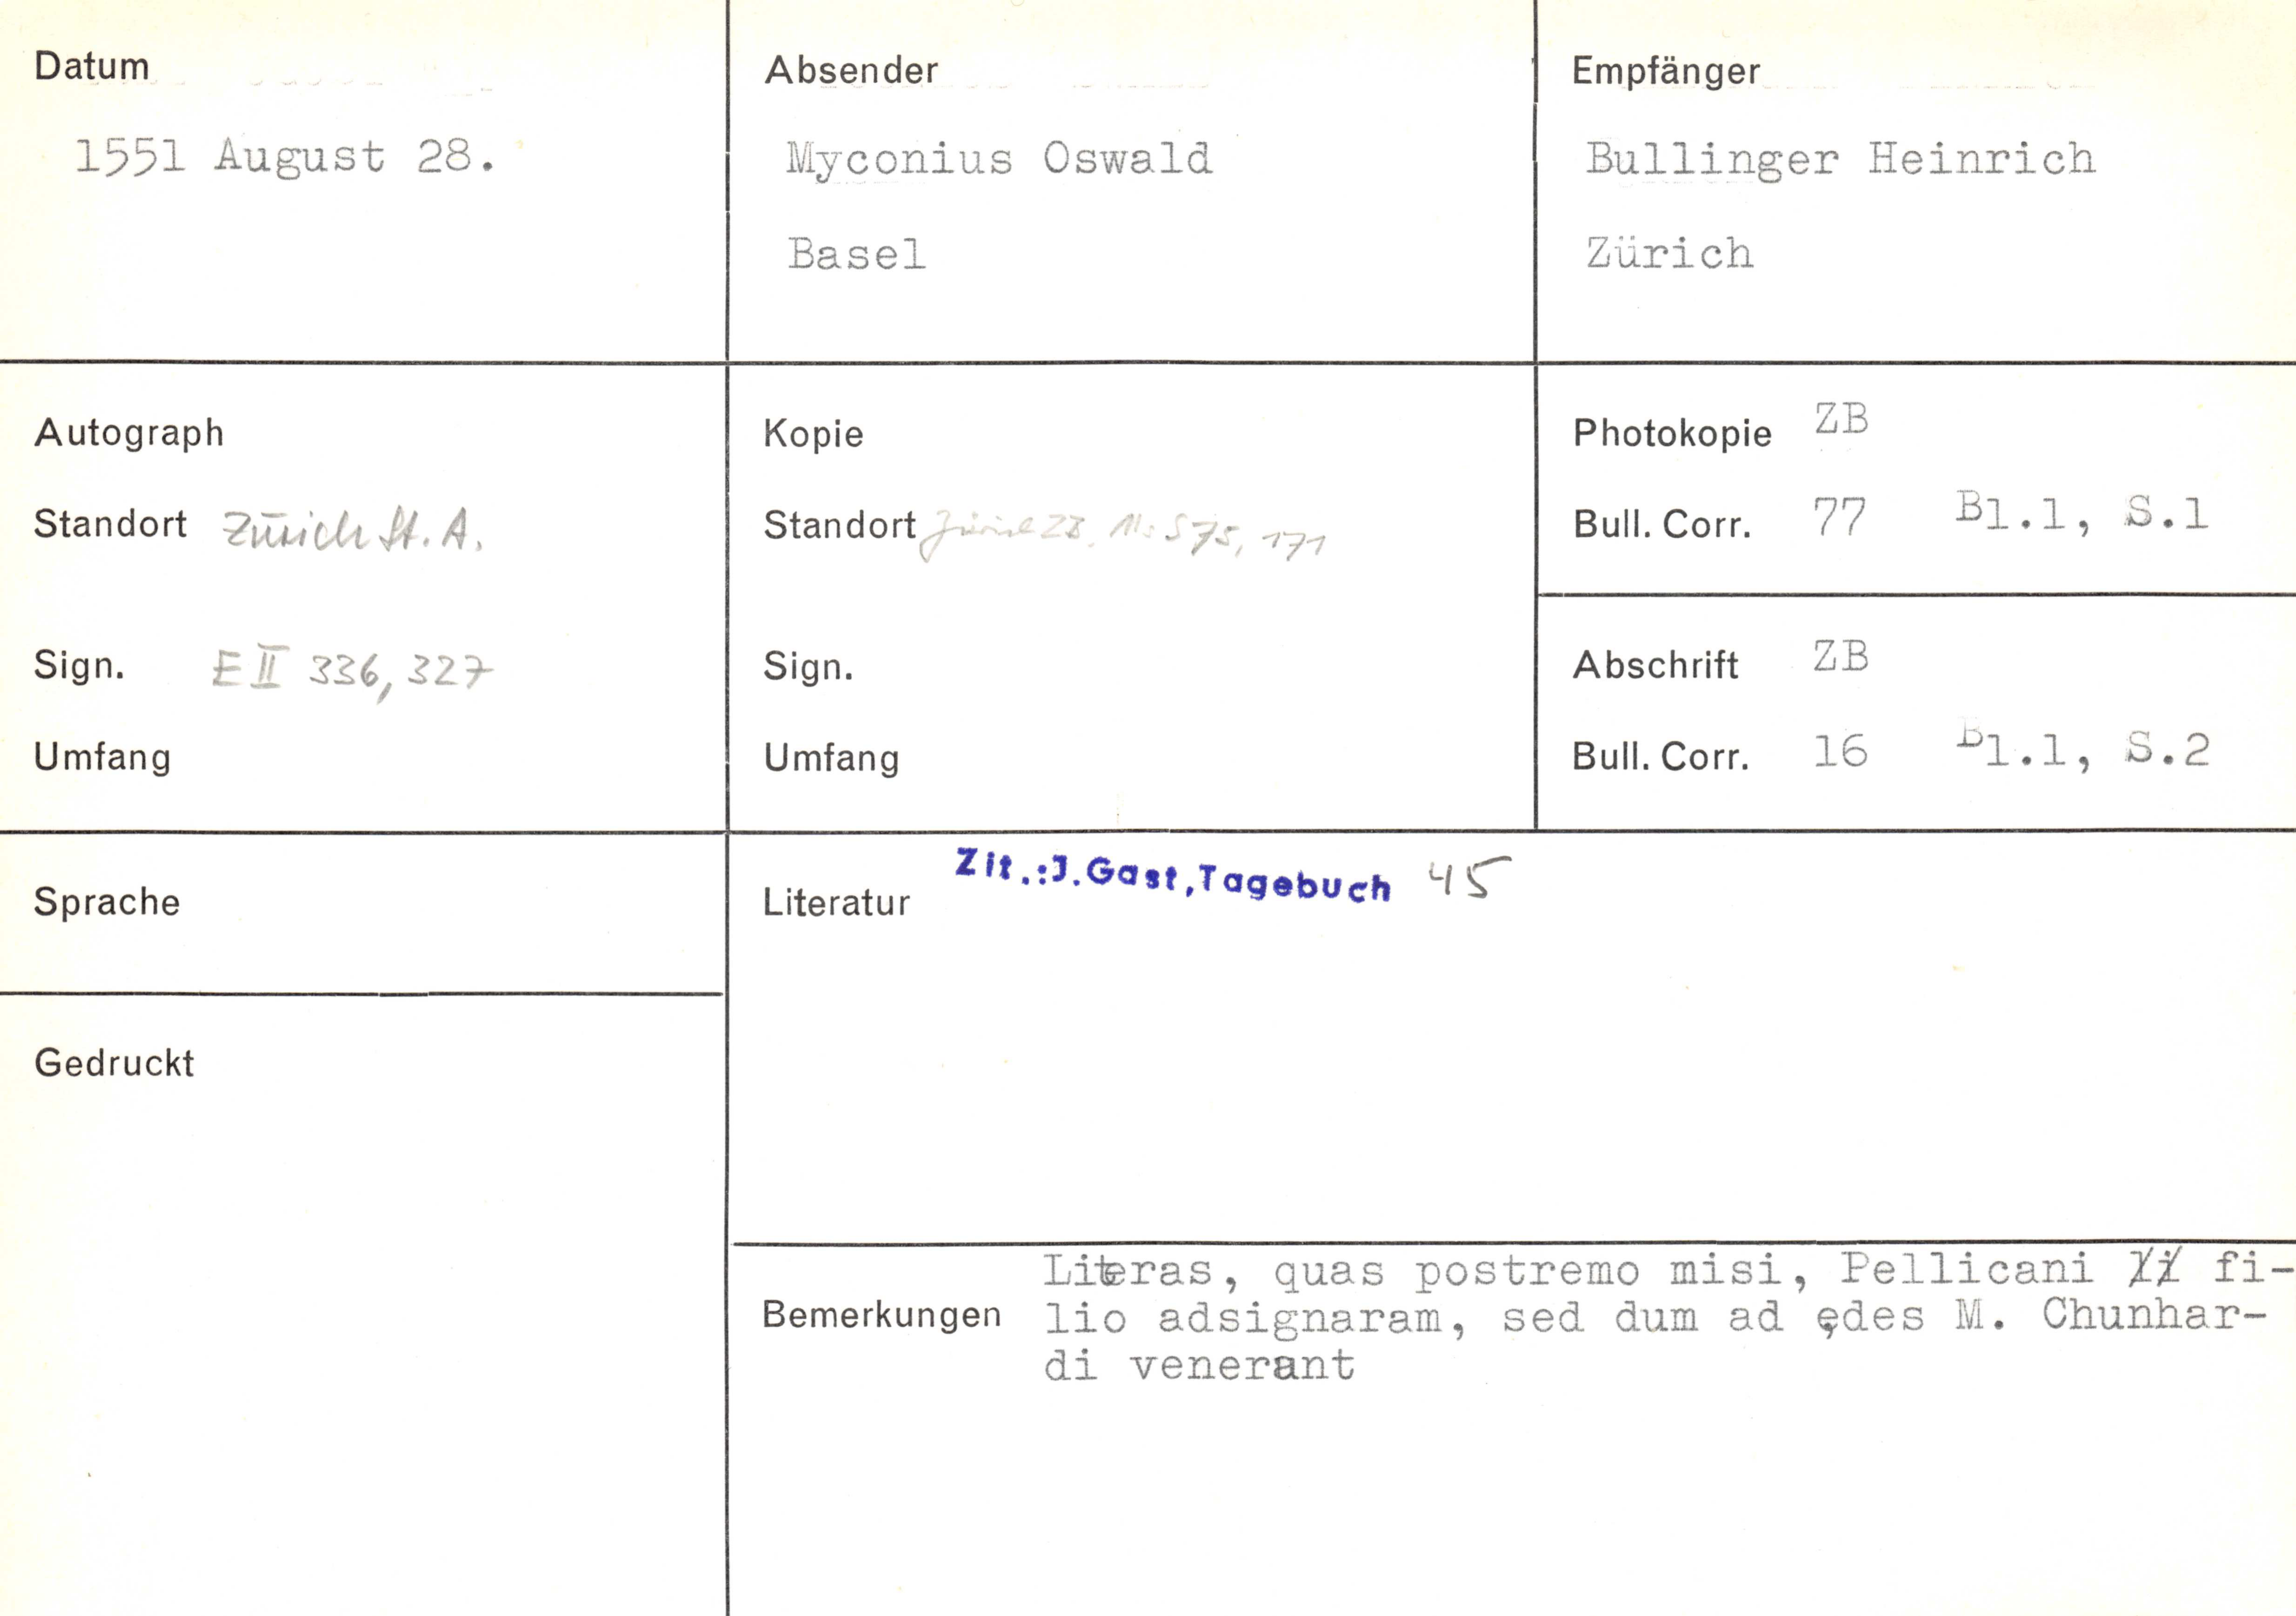 Datum
1551 August 28.
Absender
Myconius Oswald
Basel
Empfänger
Bullinger Heinrich
Zürich
Autograph
Standort Zürich St. A.
Sign. E II 336, 327
Umfang
Kopie
Standort Zürich ZB, Ms S 75, 171
Sign.
Umfang
Photokopie ZB
Bull. Corr. 77 Bl.1, S.1
Abschrift ZB
Bull. Corr. 16 Bl.1, S.2
Sprache
Gedruckt
Literatur Zit.:J.Gast,Tagebuch 45
Bemerkungen
Literas, quas postremo misi, Pellicani fi-
lio adsignaram, sed dum ad ędes M. Chunhar-
di venerant